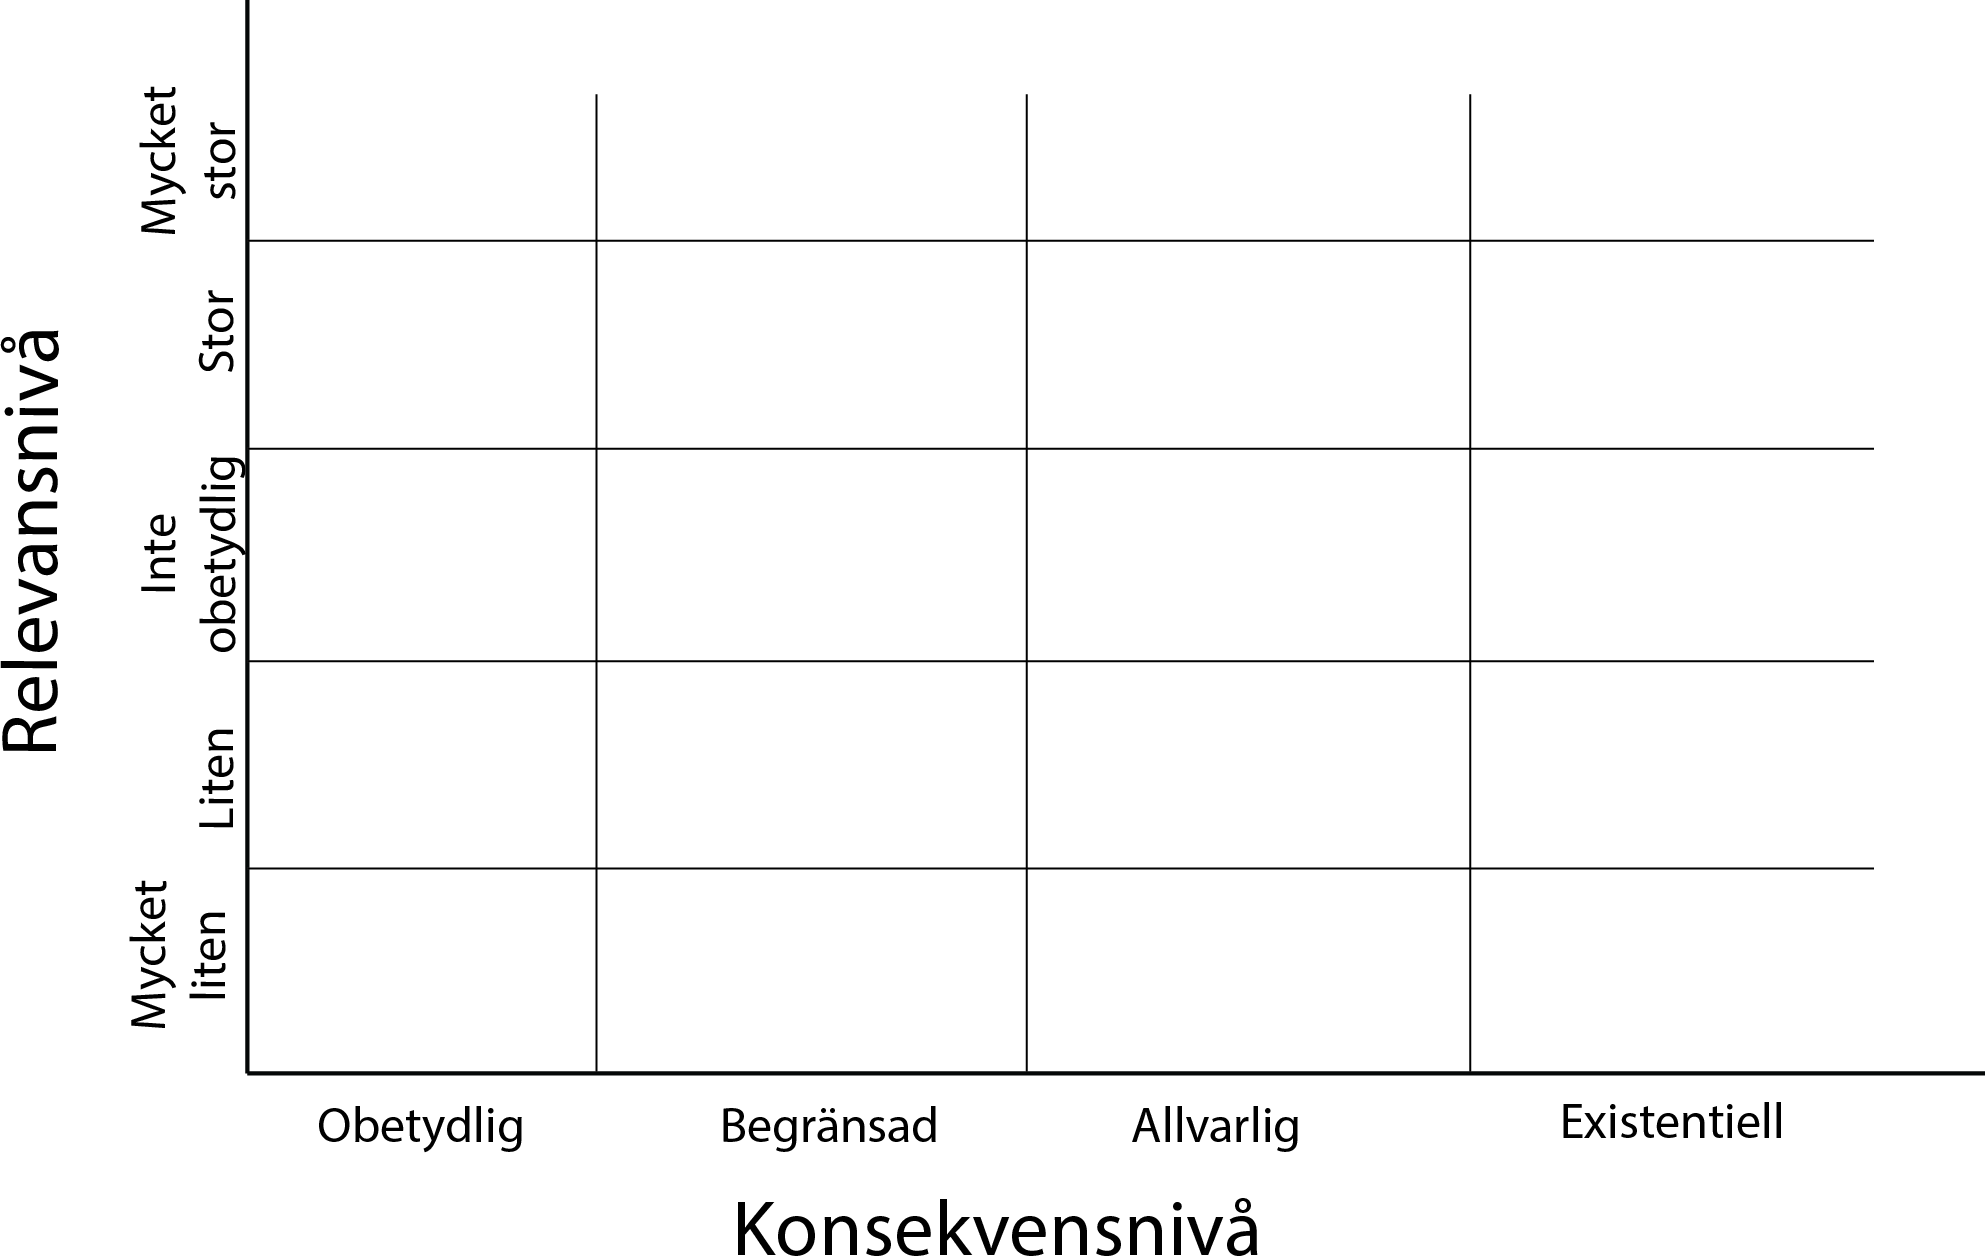 Relevansnivå
Mycket
stor
Stor
Inte
obetydlig
Liten
Mycket
liten
Obetydlig
Begränsad
Allvarlig
Existentiell
Konsekvensnivå